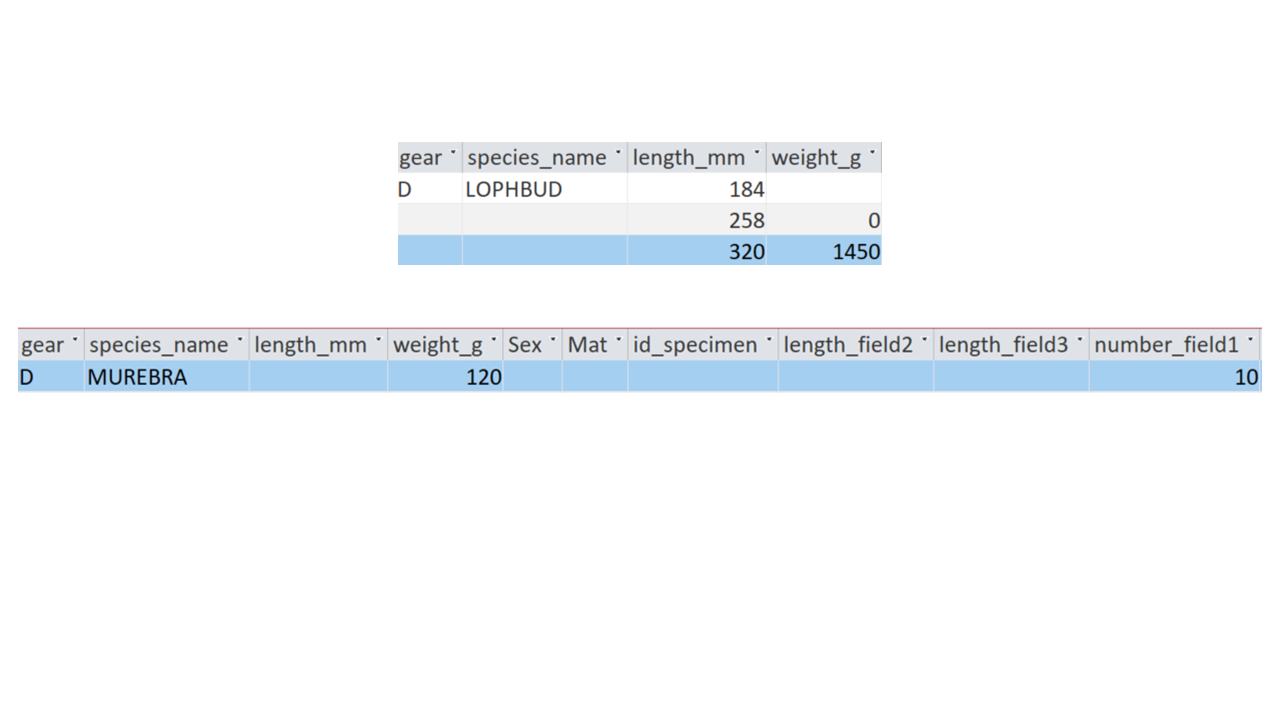 gear species_name length_mm weight_g
D LOPHBUD 184
258 0
320 1450
gear species_name length_mm weight_g Sex Mat id_specimen length_field2 length_field3 number_field1
D MUREBRA 120 10